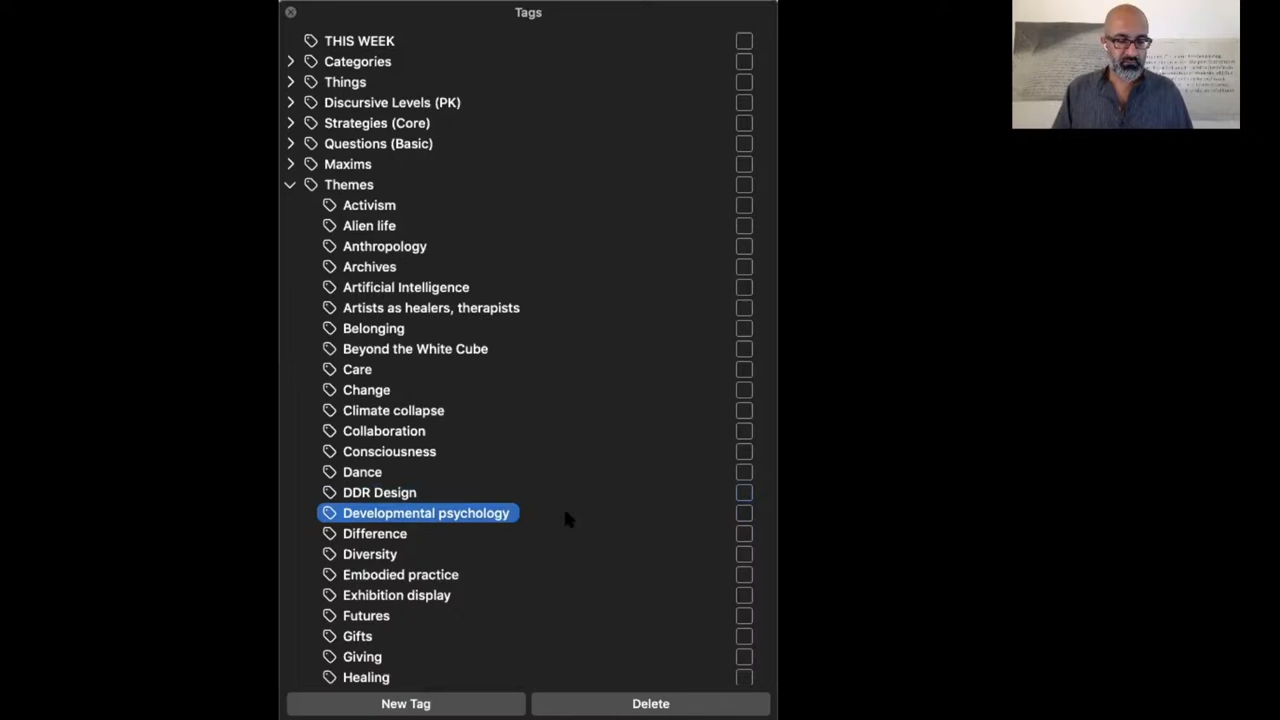 Tags
THIS WEEK
Categories
Things
Discursive Levels (PK)
Strategies (Core)
Questions (Basic)
Maxims
Themes
Activism
Alien life
Anthropology
Archives
Artificial Intelligence
Artists as healers, therapists
Belonging
Beyond the White Cube
Care
Change
Climate collapse
Collaboration
Consciousness
Dance
DDR Design
Developmental psychology
Difference
Diversity
Embodied practice
Exhibition display
Futures
Gifts
Giving
Healing
New Tag
Delete